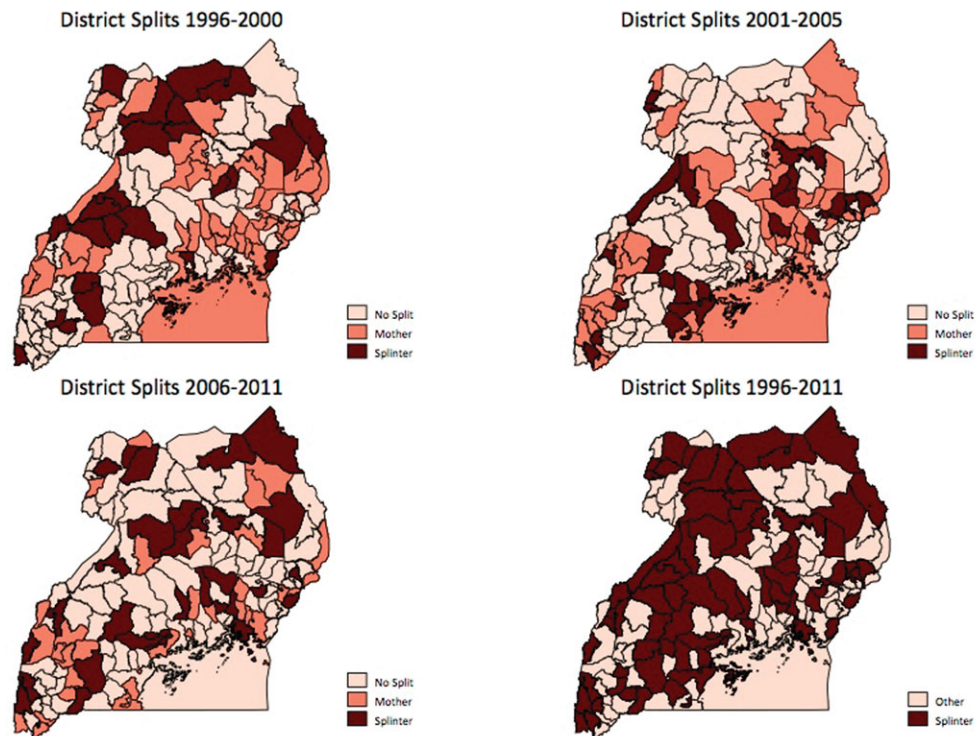 District Splits 1996-2000
No Split
Mother
Splinter
District Splits 2001-2005
No Split
Mother
Splinter
District Splits 2006-2011
No Split
Mother
Splinter
District Splits 1996-2011
Other
Splinter